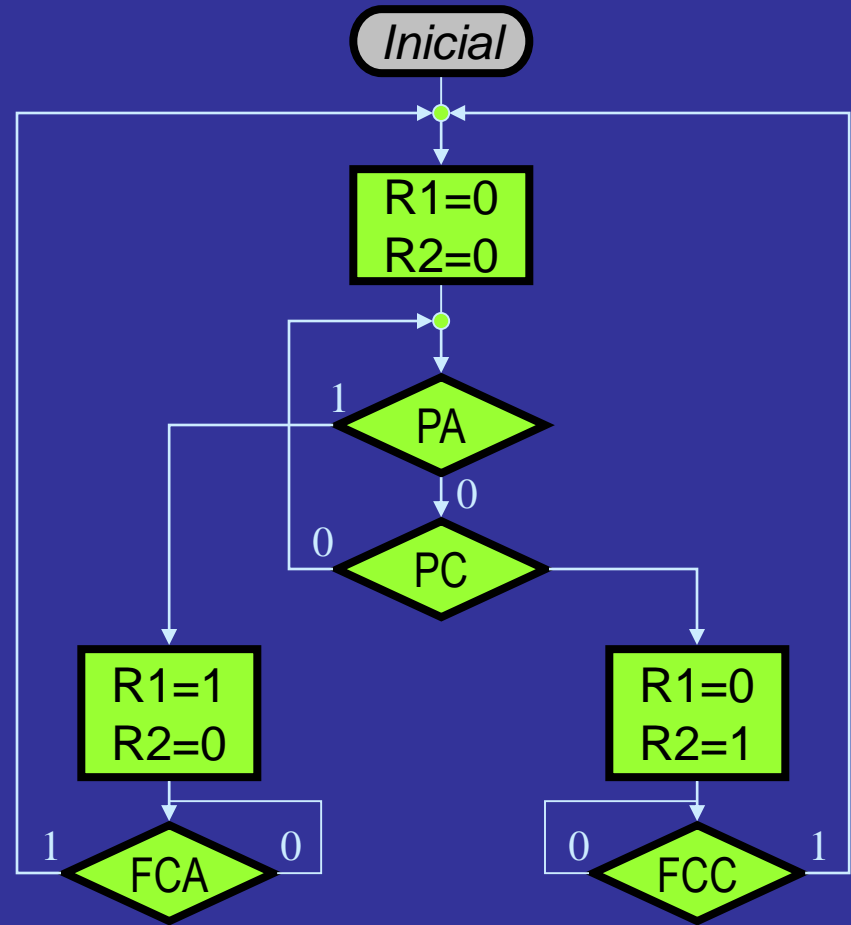 Inicial
R1=0
R2=0
1
PA
0
0
PC
R1=1
R2=0
R1=0
R2=1
1
FCA
0
0
FCC
1